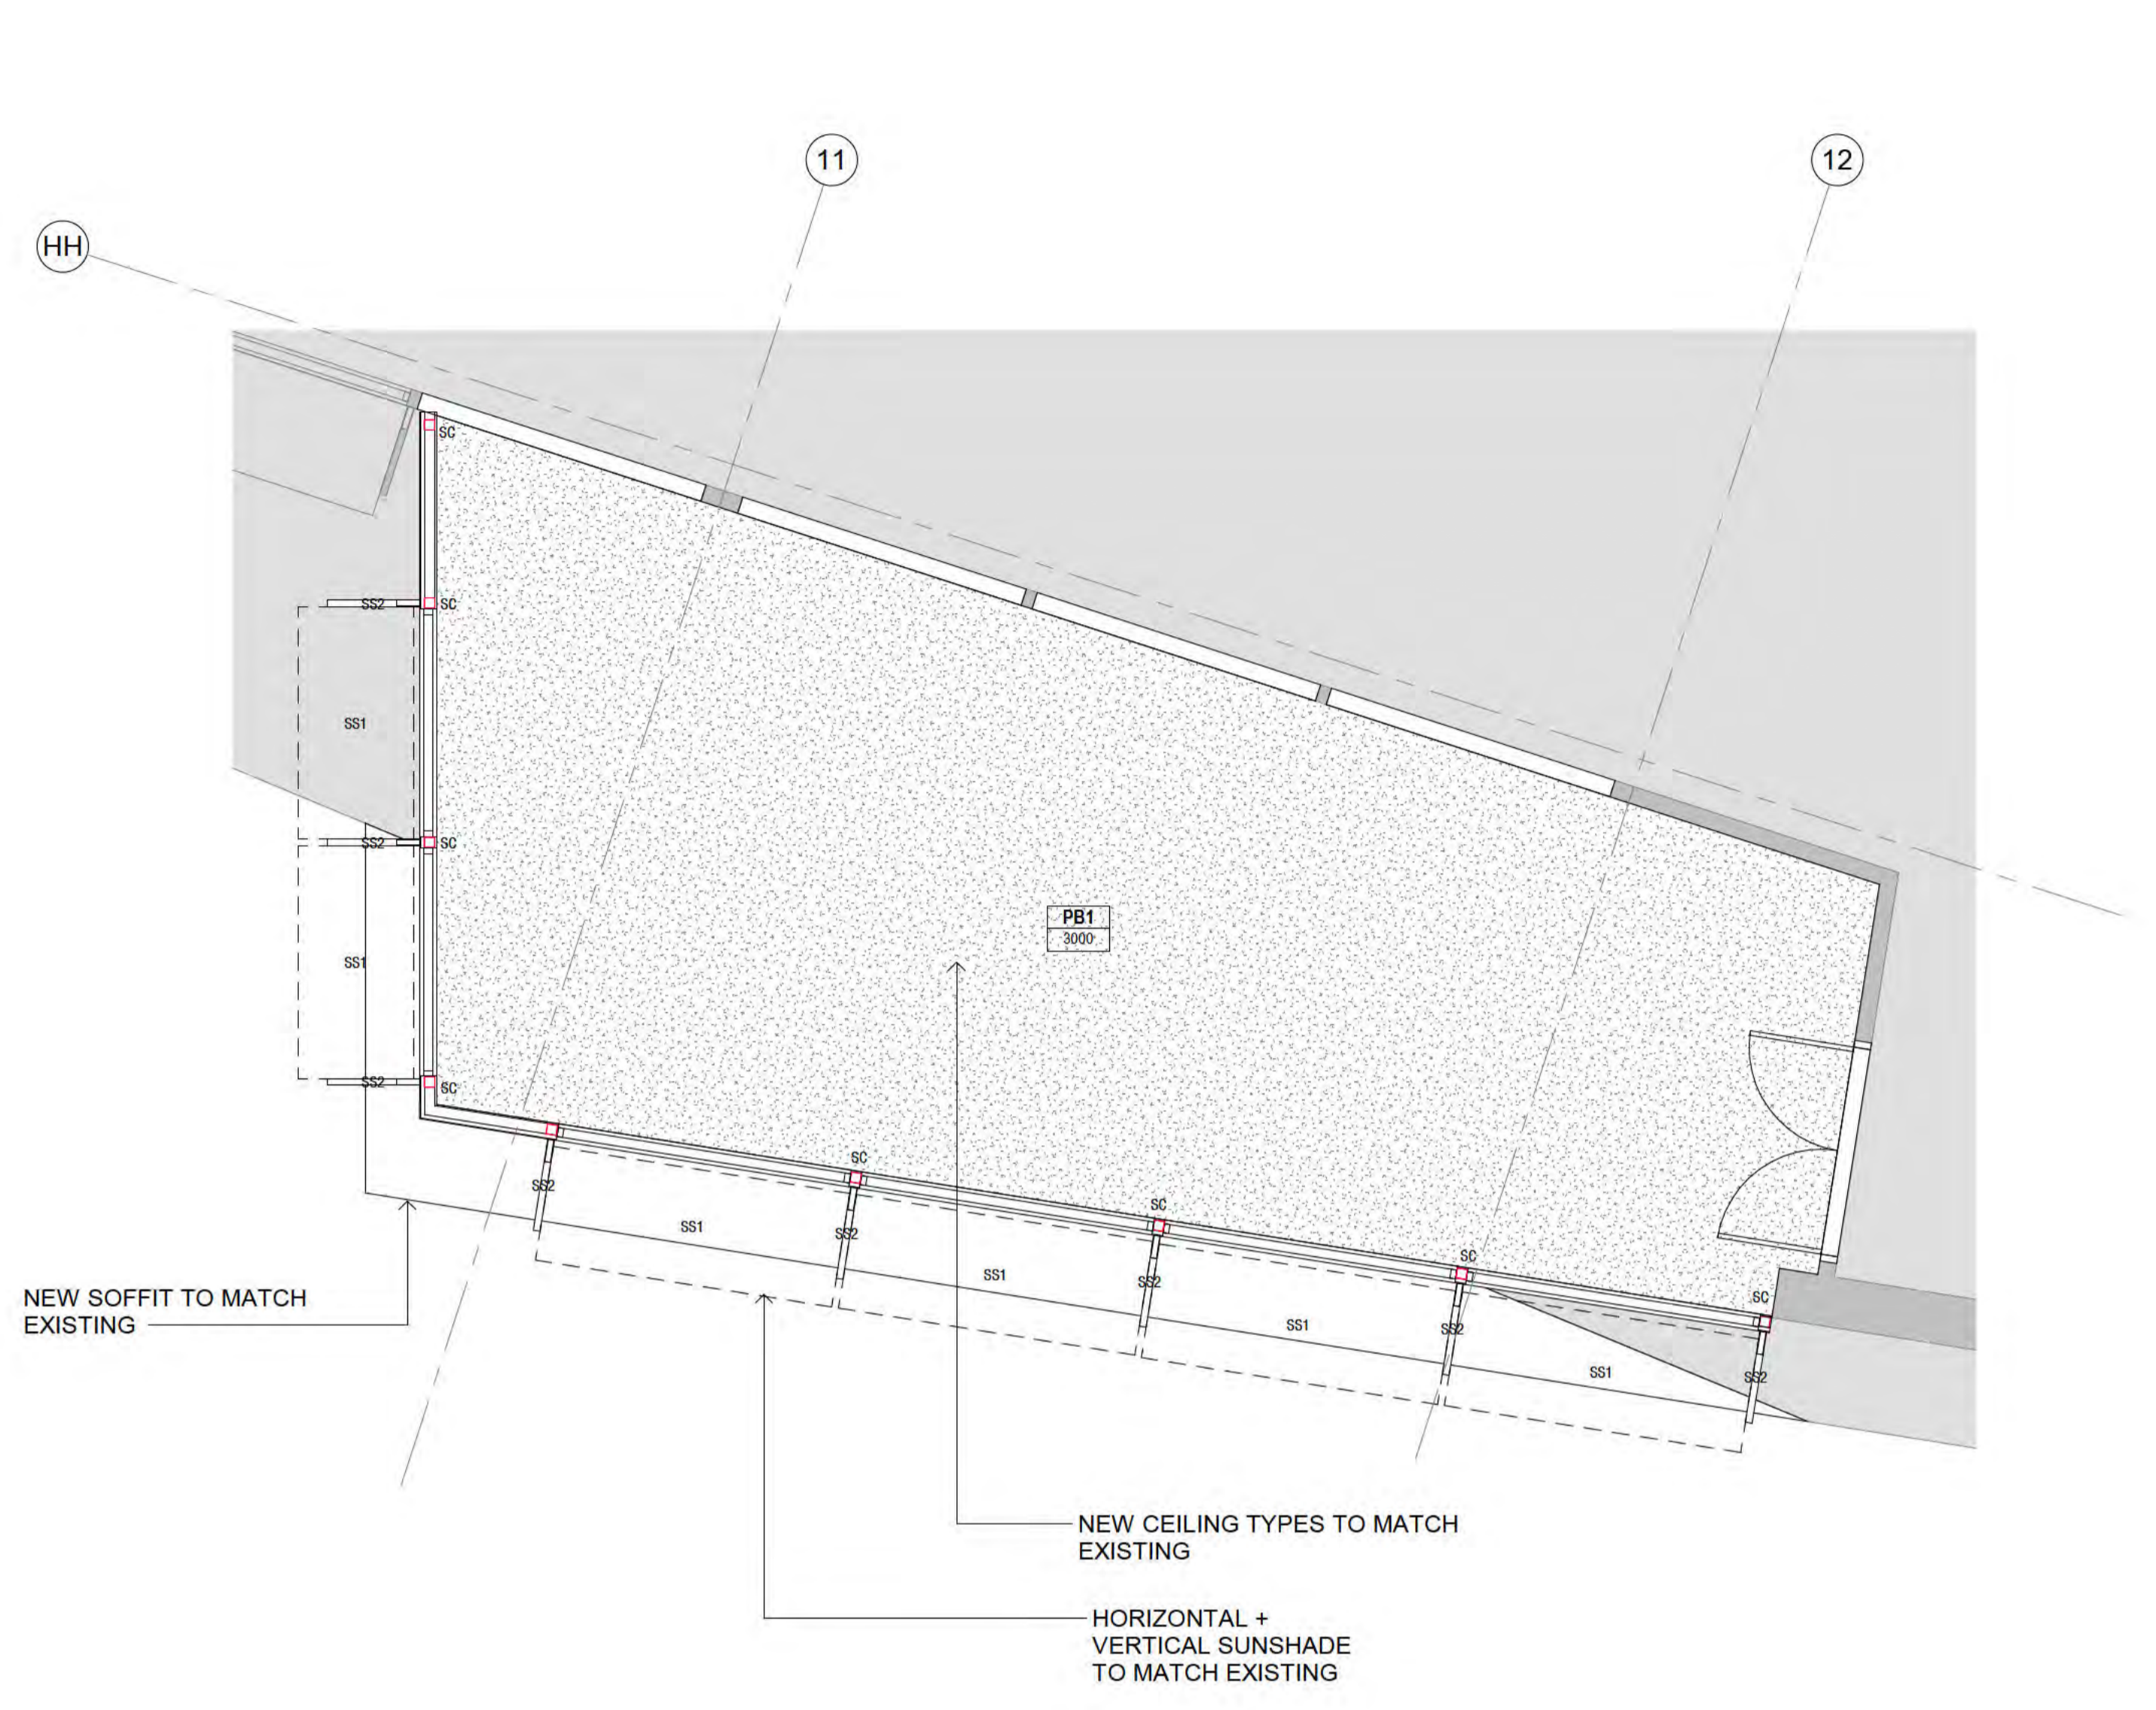 11
12
HH
SC
SS2
SC
SS1
SS2
SC
PB1
3000
SS1
SS2
SC
SC
SS2
SS1
SC
SS2
SS1
SC
SS2
SS1
SC
SS2
SS1
SS2
NEW SOFFIT TO MATCH
EXISTING
NEW CEILING TYPES TO MATCH
EXISTING
HORIZONTAL +
VERTICAL SUNSHADE
TO MATCH EXISTING